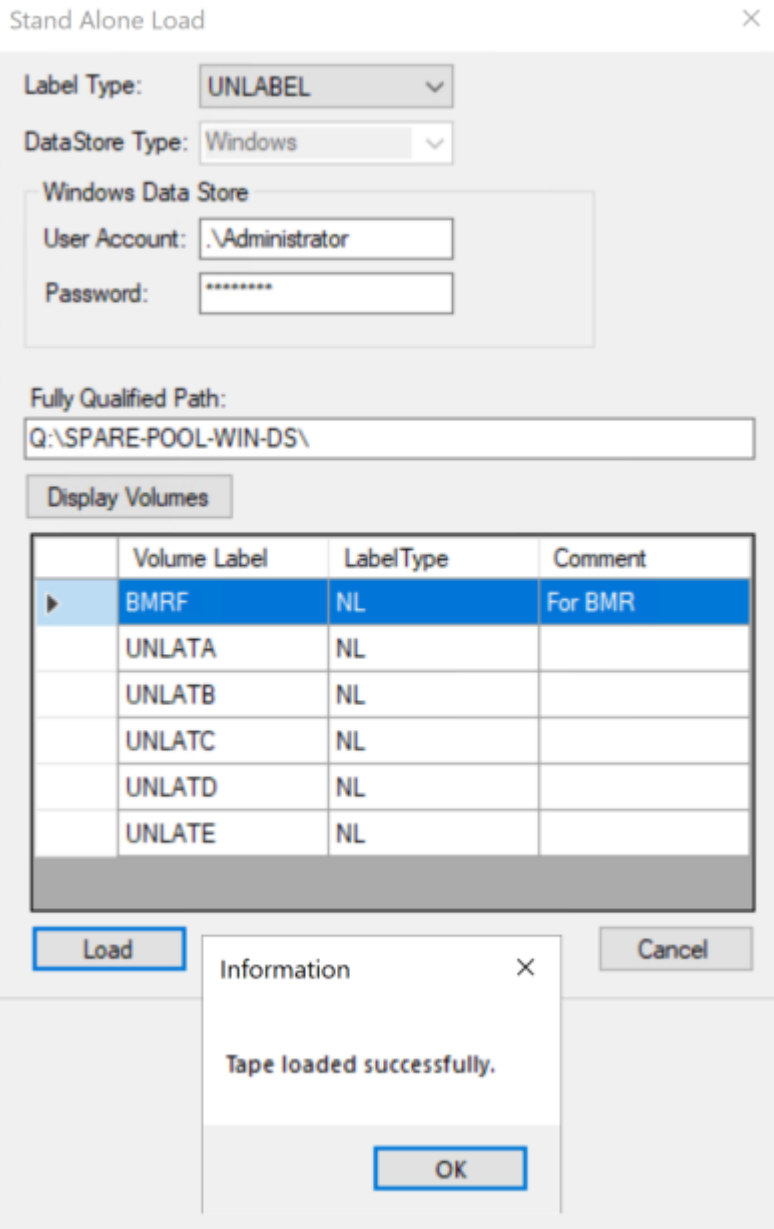 Stand Alone Load
Label Type: UNLABEL
DataStore Type: Windows
Windows Data Store
User Account: .\Administrator
Password: ********
Fully Qualified Path:
Q:\SPARE-POOL-WIN-DS\
Display Volumes
Volume Label LabelType Comment
BMRF NL For BMR
UNLATA NL
UNLATB NL
UNLATC NL
UNLATD NL
UNLATE NL
Load Cancel
Information
Tape loaded successfully.
OK